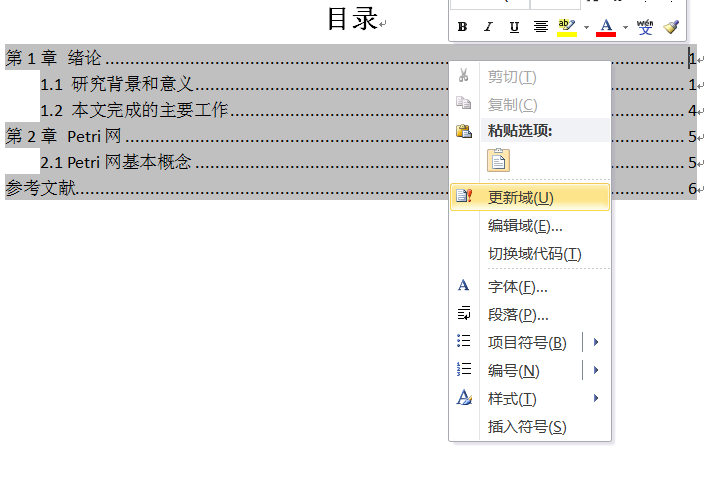 目录
B I U A wén 文
第 1 章 绪论 1
1.1 研究背景和意义 1
1.2 本文完成的主要工作 4
第 2 章 Petri 网 5
2.1 Petri 网基本概念 5
参考文献 6
剪切(T)
复制(C)
粘贴选项:
更新域(U)
编辑域(E)...
切换域代码(T)
字体(F)...
段落(P)...
项目符号(B)
编号(N)
样式(T)
插入符号(S)